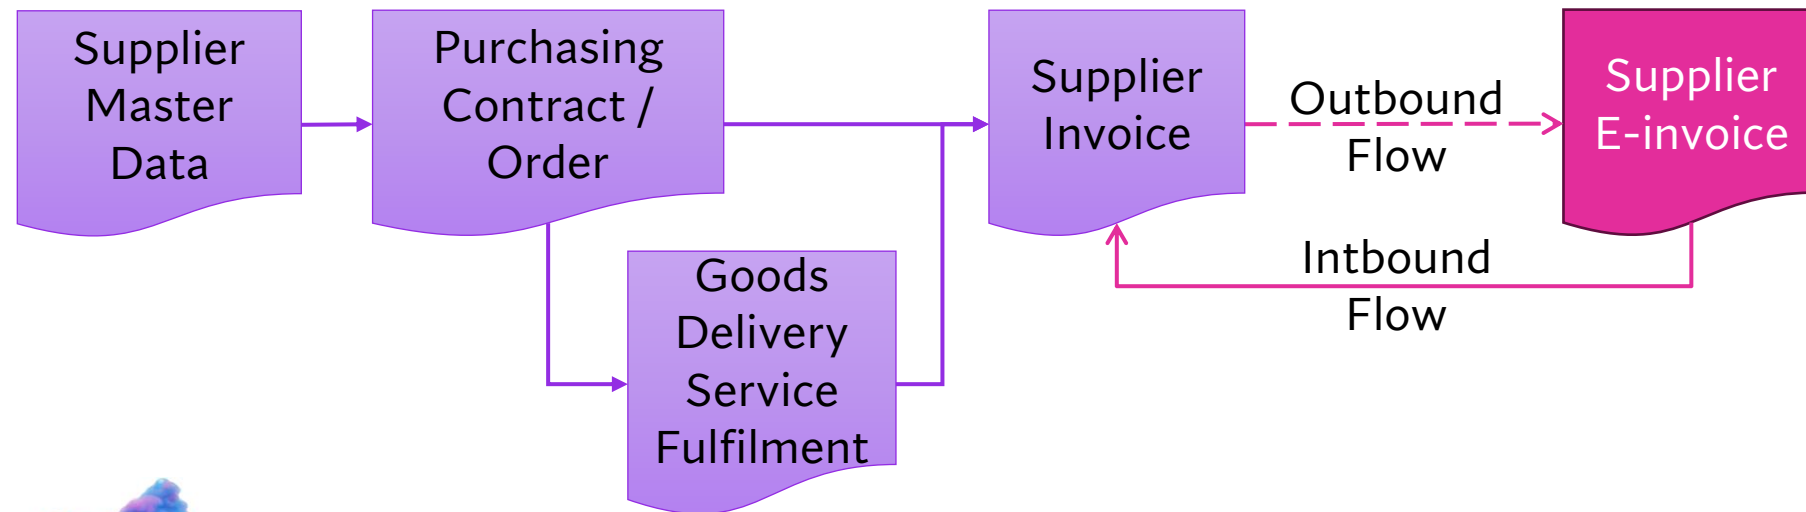 Supplier
Master
Data
Purchasing
Contract /
Order
Goods
Delivery
Service
Fulfilment
Supplier
Invoice
Outbound
Flow
Intbound
Flow
Supplier
E-invoice